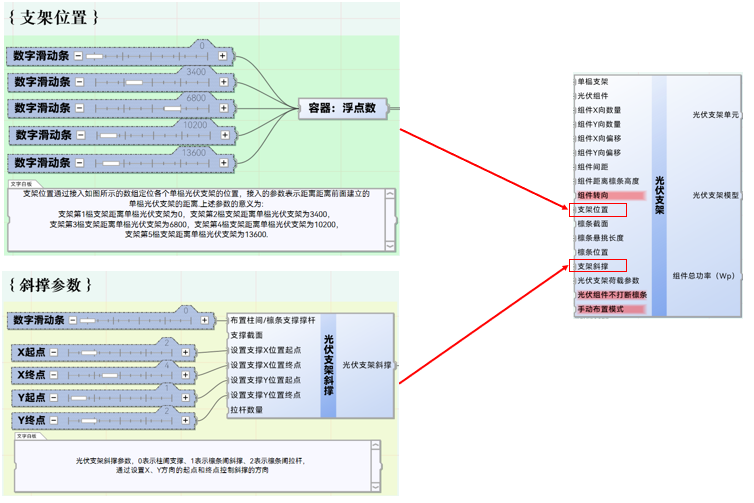 { 支架位置 }
数字滑动条 0
数字滑动条 3400
数字滑动条 6800
数字滑动条 10200
数字滑动条 13600
容器：浮点数
文字白板
支架位置通过接入如图所示的数组定位各个单榀光伏支架的位置，接入的参数表示距离距离前面建立的
单榀光伏支架的距离.上述参数的意义为:
支架第1榀支架距离单榀光伏支架为0，支架第2榀支架距离单榀光伏支架为3400，
支架第3榀支架距离单榀光伏支架为6800，支架第4榀支架距离单榀光伏支架为10200，
支架第5榀支架距离单榀光伏支架为13600.
{ 斜撑参数 }
数字滑动条 0
X起点 2
X终点 4
Y起点 1
Y终点 2
布置柱间/檩条支撑撑杆
支撑截面
设置支撑X位置起点
设置支撑X位置终点
设置支撑Y位置起点
设置支撑Y位置终点
拉杆数量
光伏支架斜撑
光伏支架斜撑
文字白板
光伏支架斜撑参数，0表示柱间支撑、1表示檩条间斜撑、2表示檩条间拉杆，
通过设置X、Y方向的起点和终点控制斜撑的方向
单榀支架
光伏组件
组件X向数量
组件Y向数量
组件X向偏移
组件Y向偏移
组件间距
组件距离檩条高度
组件转向
支架位置
檩条截面
檩条悬挑长度
檩条位置
支架斜撑
光伏支架荷载参数
光伏组件不打断檩条
手动布置模式
光伏支架
光伏支架单元
光伏支架模型
组件总功率（Wp）